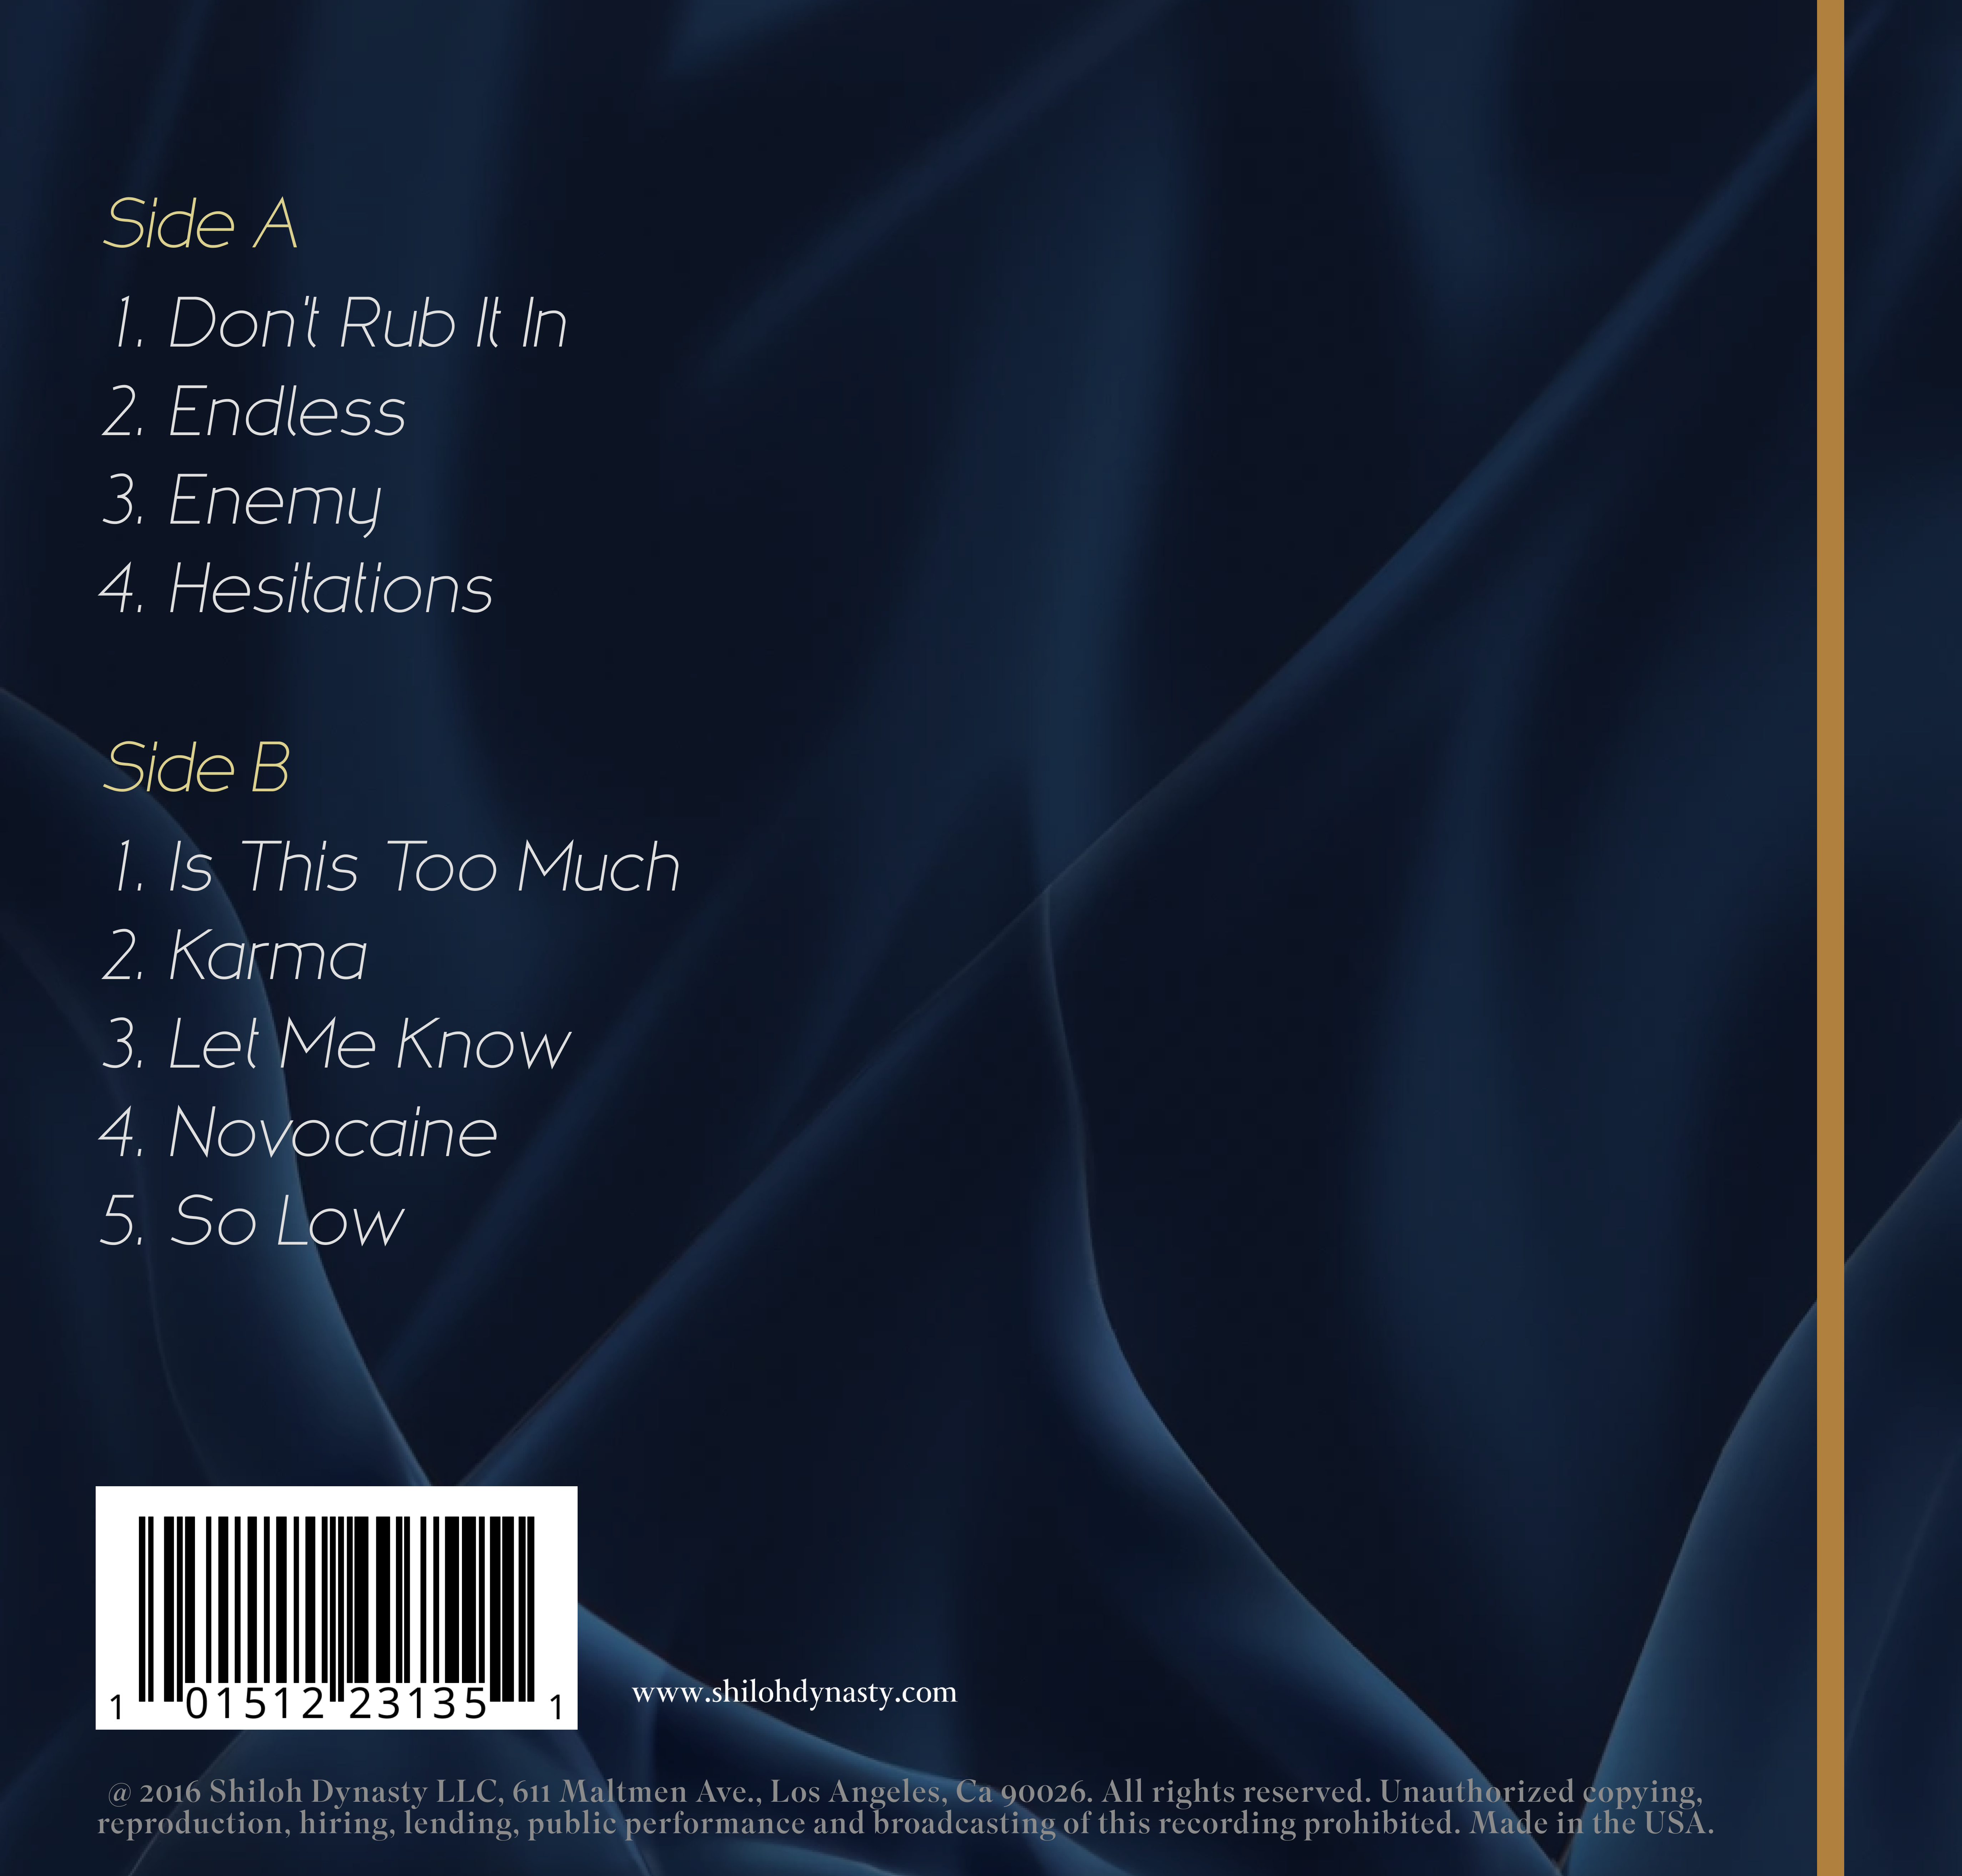 Side A
1. Don't Rub It In
2. Endless
3. Enemy
4. Hesitations
Side B
1. Is This Too Much
2. Karma
3. Let Me Know
4. Novocaine
5. So Low
1 01512 23135 1
www.shilohdynasty.com
@ 2016 Shiloh Dynasty LLC, 611 Maltmen Ave., Los Angeles, Ca 90026. All rights reserved. Unauthorized copying,
reproduction, hiring, lending, public performance and broadcasting of this recording prohibited. Made in the USA.